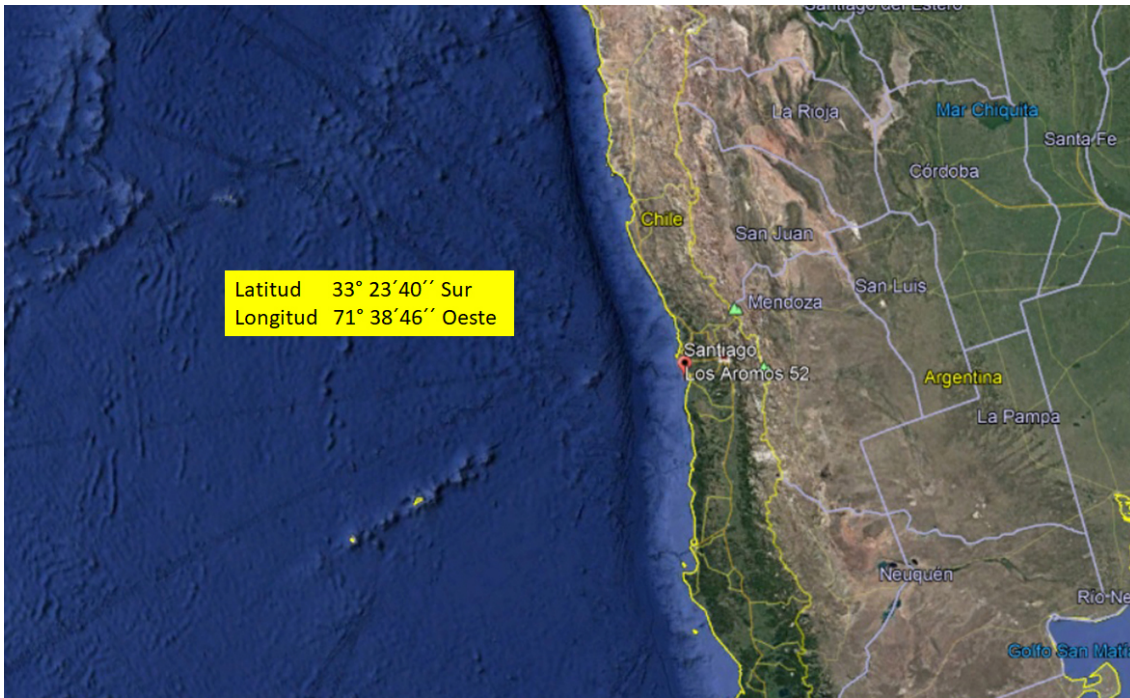 Santiago del Estero
La Rioja
Mar Chiquita
Santa Fe
Córdoba
Chile
San Juan
Latitud 33° 23´40´´ Sur
Longitud 71° 38´46´´ Oeste
San Luis
Mendoza
Santiago
Los Aromos 52
Argentina
La Pampa
Neuquén
Río Ne
Golfo San Matí